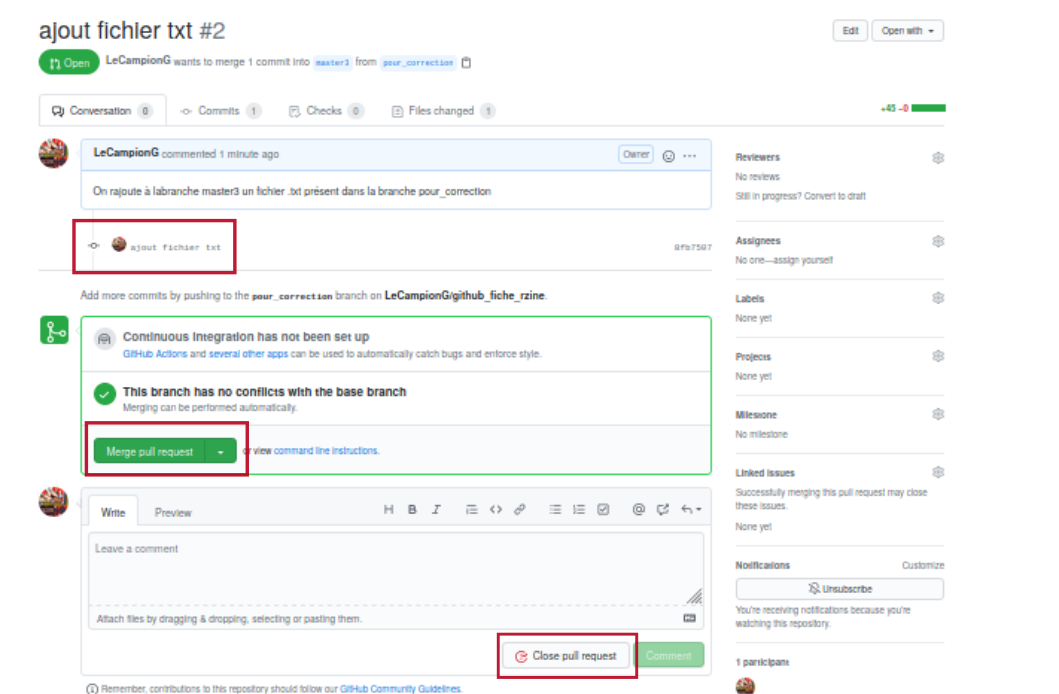 ajout fichier txt #2
Edit
Open with
Open
LeCampionG wants to merge 1 commit into master3 from pour_correction
Conversation 0
Commits 1
Checks 0
Files changed 1
+45 −0
LeCampionG commented 1 minute ago
Owner
On rajoute à labranche master3 un fichier .txt présent dans la branche pour_correction
ajout fichier txt
0fb7507
Add more commits by pushing to the pour_correction branch on LeCampionG/github_fiche_rzine.
Continuous integration has not been set up
GitHub Actions and several other apps can be used to automatically catch bugs and enforce style.
This branch has no conflicts with the base branch
Merging can be performed automatically.
Merge pull request
or view command line instructions.
Write
Preview
H B I
Leave a comment
Attach files by dragging & dropping, selecting or pasting them.
Close pull request
Comment
Remember, contributions to this repository should follow our GitHub Community Guidelines.
Reviewers
No reviews
Still in progress? Convert to draft
Assignees
No one—assign yourself
Labels
None yet
Projects
None yet
Milestone
No milestone
Linked issues
Successfully merging this pull request may close
these issues.
None yet
Notifications
Customize
Unsubscribe
You're receiving notifications because you're
watching this repository.
1 participant